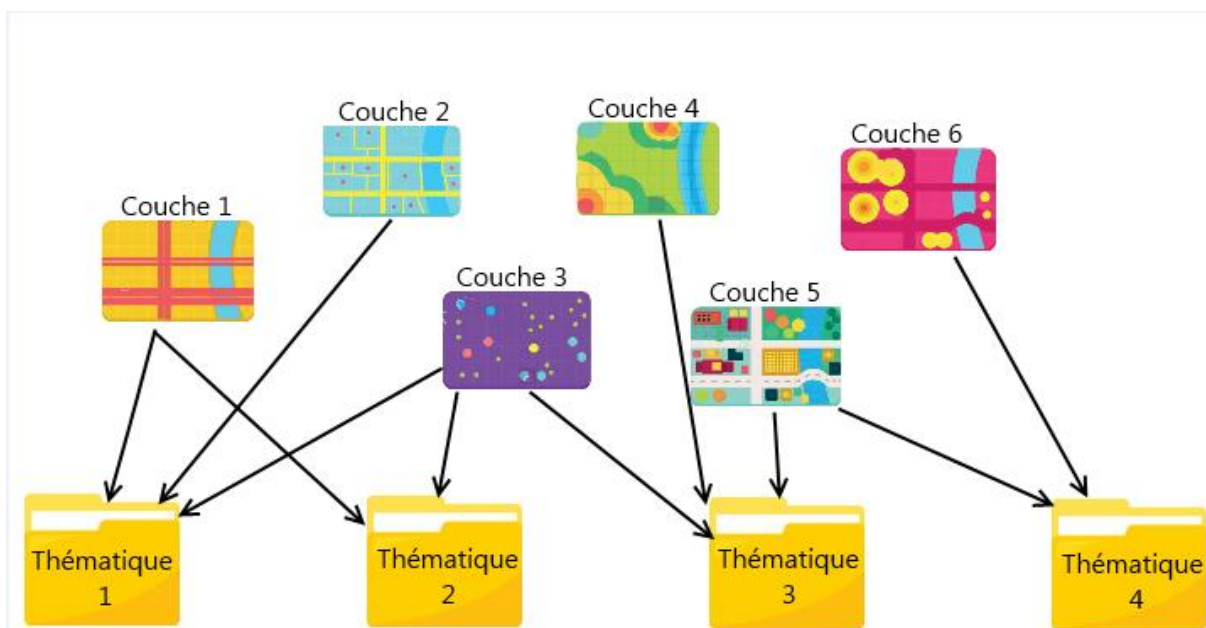 Couche 2
Couche 4
Couche 6
Couche 1
Couche 3
Couche 5
Thématique
1
Thématique
2
Thématique
3
Thématique
4